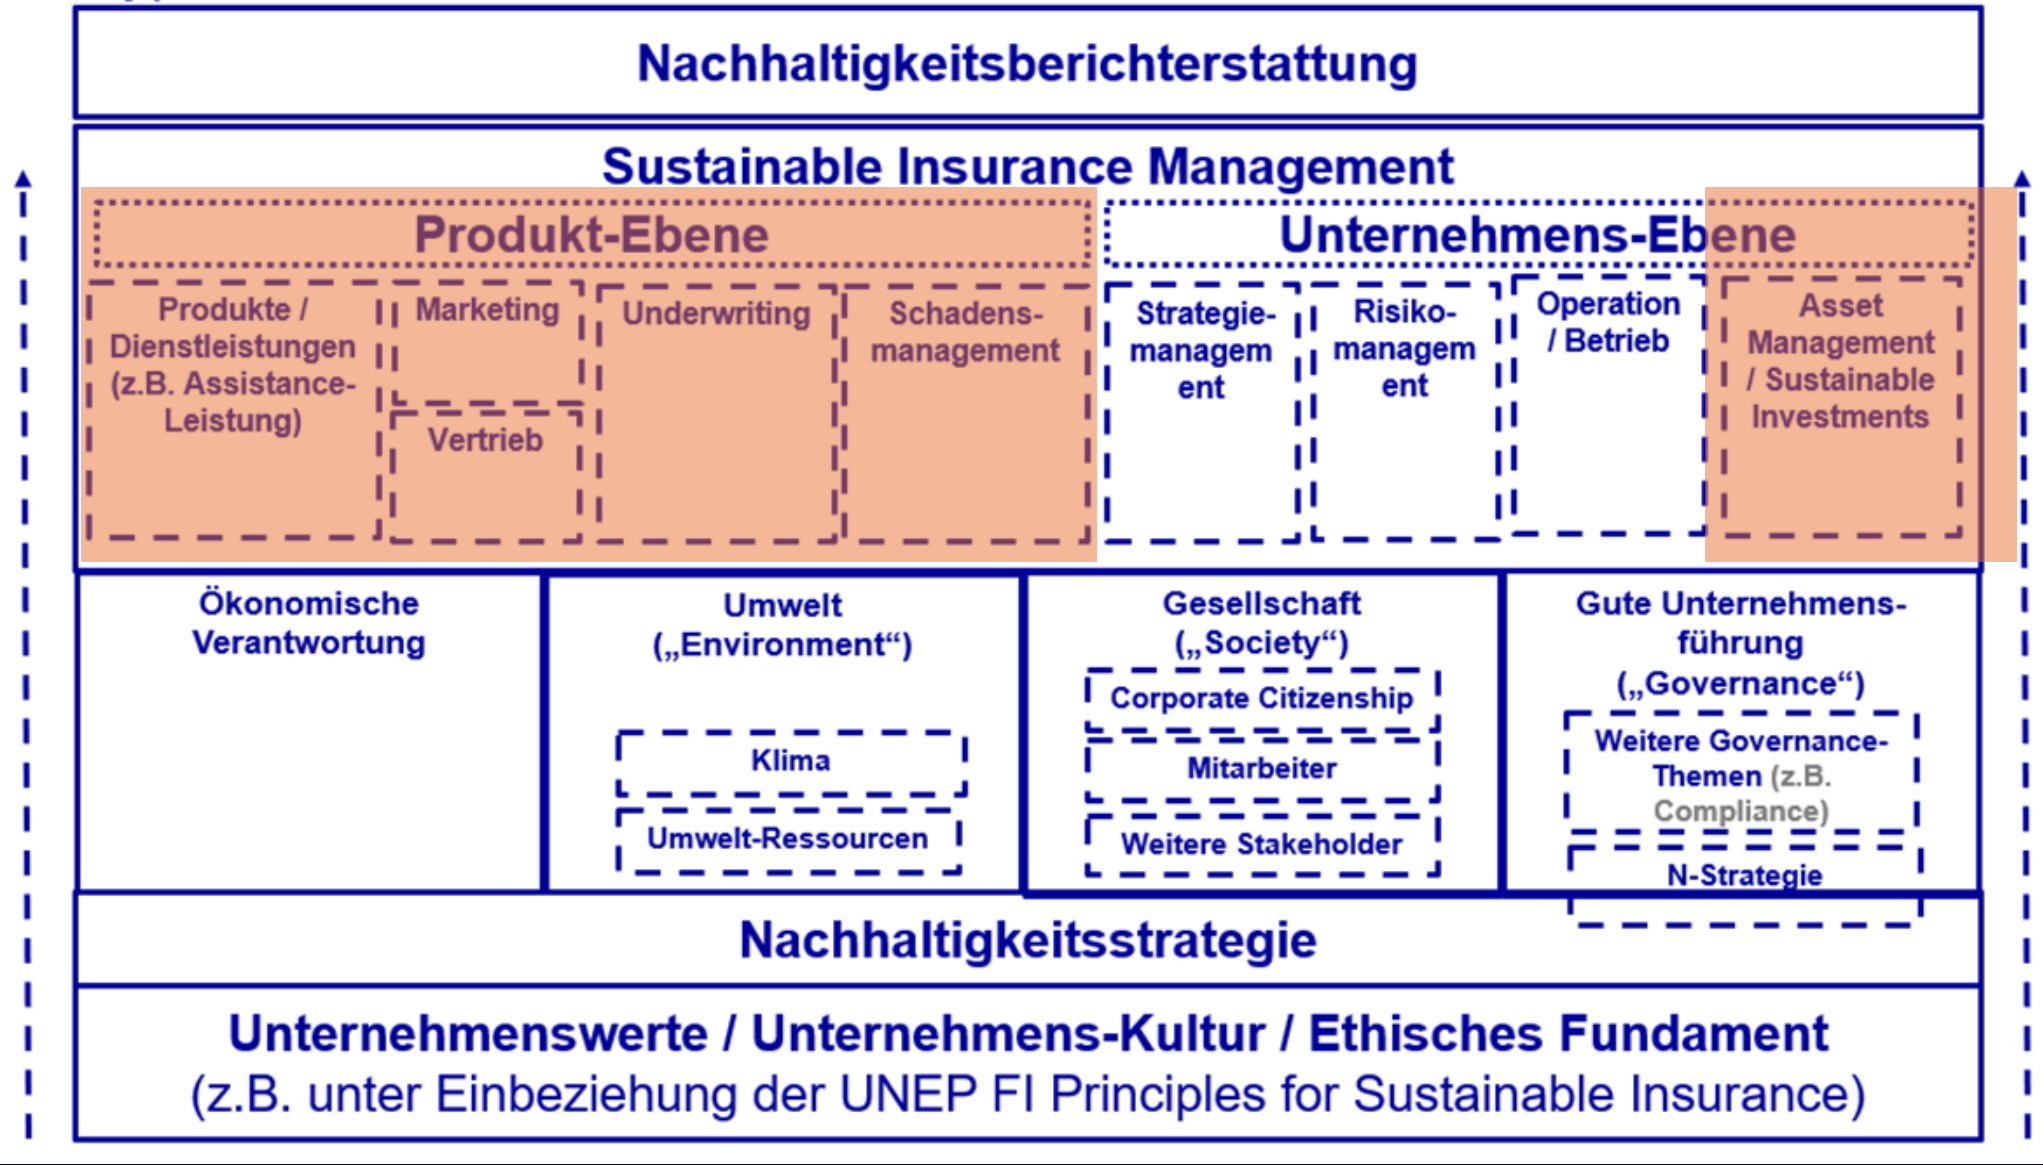 Nachhaltigkeitsberichterstattung
Sustainable Insurance Management
Produkt-Ebene
Unternehmens-Ebene
Produkte /
Dienstleistungen
(z.B. Assistance-
Leistung)
Marketing
Vertrieb
Underwriting
Schadens-
management
Strategie-
managem
ent
Risiko-
managem
ent
Operation
/ Betrieb
Asset
Management
/ Sustainable
Investments
Ökonomische
Verantwortung
Umwelt
(„Environment“)
Klima
Umwelt-Ressourcen
Gesellschaft
(„Society“)
Corporate Citizenship
Mitarbeiter
Weitere Stakeholder
Gute Unternehmens-
führung
(„Governance“)
Weitere Governance-
Themen (z.B.
Compliance)
N-Strategie
Nachhaltigkeitsstrategie
Unternehmenswerte / Unternehmens-Kultur / Ethisches Fundament
(z.B. unter Einbeziehung der UNEP FI Principles for Sustainable Insurance)